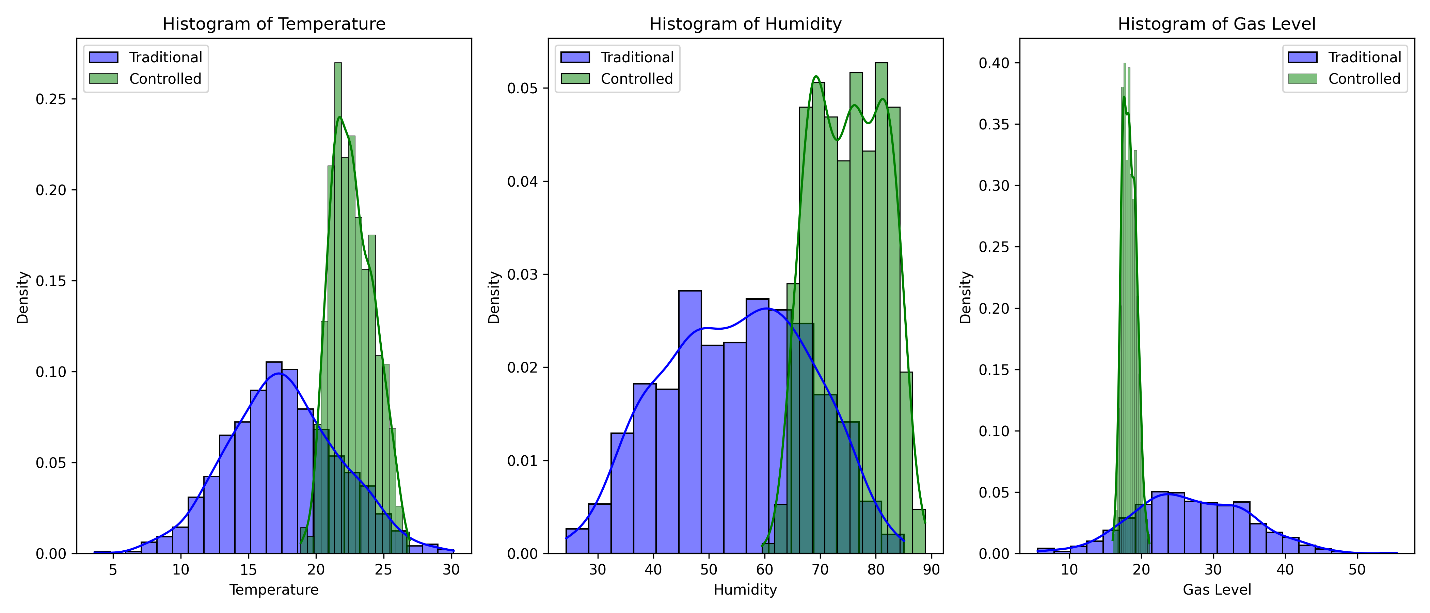 Histogram of Temperature
Traditional
Controlled
0.25
0.20
0.15
0.10
0.05
0.00
Density
5 10 15 20 25 30
Temperature
Histogram of Humidity
Traditional
Controlled
0.05
0.04
0.03
0.02
0.01
0.00
Density
30 40 50 60 70 80 90
Humidity
Histogram of Gas Level
Traditional
Controlled
0.40
0.35
0.30
0.25
0.20
0.15
0.10
0.05
0.00
Density
10 20 30 40 50
Gas Level